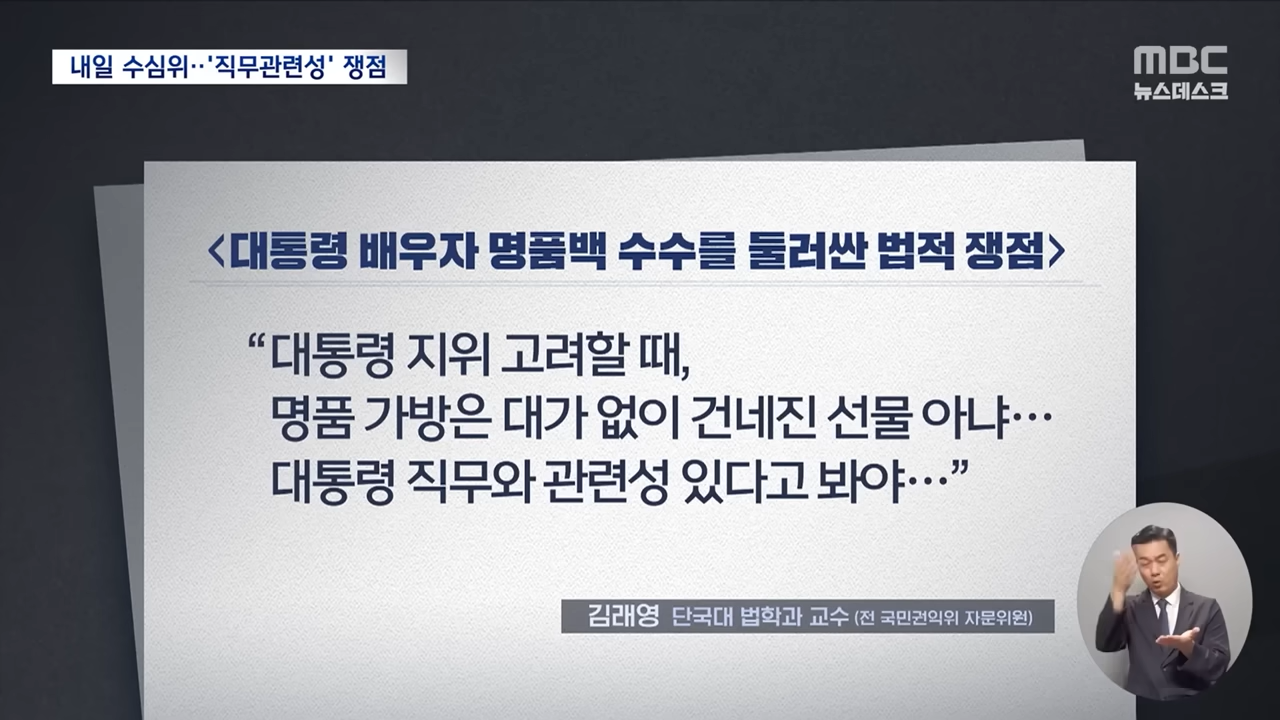 내일 수심위··'직무관련성' 쟁점
MBC
뉴스데스크
<대통령 배우자 명품백 수수를 둘러싼 법적 쟁점>
“대통령 지위 고려할 때,
명품 가방은 대가 없이 건네진 선물 아냐…
대통령 직무와 관련성 있다고 봐야…”
김래영 단국대 법학과 교수 (전 국민권익위 자문위원)